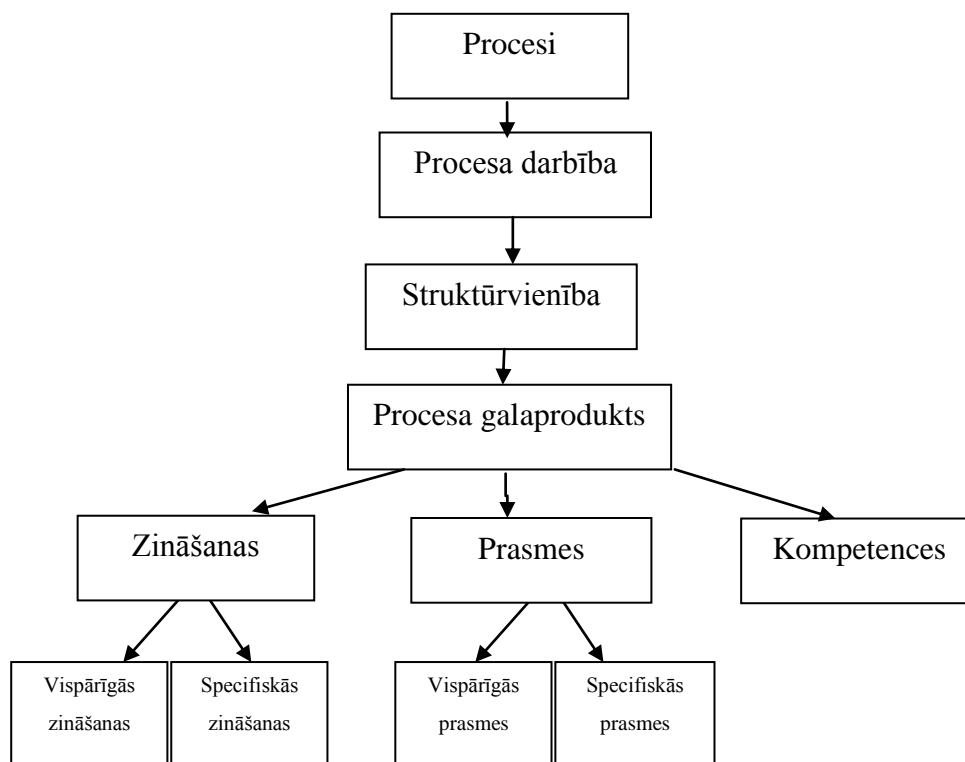 Procesi
Procesa darbība
Struktūrvienība
Procesa galaprodukts
Zināšanas
Prasmes
Kompetences
Vispārīgās
zināšanas
Specifiskās
zināšanas
Vispārīgās
prasmes
Specifiskās
prasmes